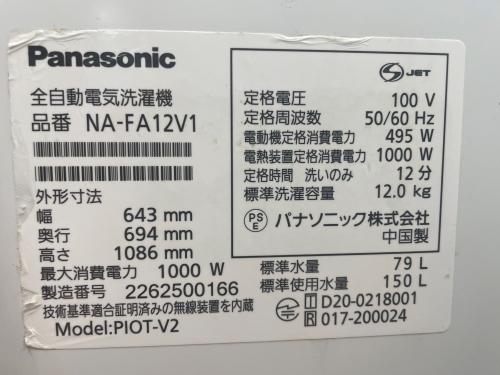 Panasonic
全自動電気洗濯機
品番 NA-FA12V1
外形寸法
幅 643 mm
奥行 694 mm
高さ 1086 mm
最大消費電力 1000 W
製造番号 2262500166
技術基準適合証明済みの無線装置を内蔵
Model:PIOT-V2
S JET
定格電圧 100 V
定格周波数 50/60 Hz
電動機定格消費電力 495 W
電熱装置定格消費電力 1000 W
定格時間 洗いのみ 12 分
標準洗濯容量 12.0 kg
PS E パナソニック株式会社
中国製
標準水量 79 L
標準使用水量 150 L
T D20-0218001
R 017-200024